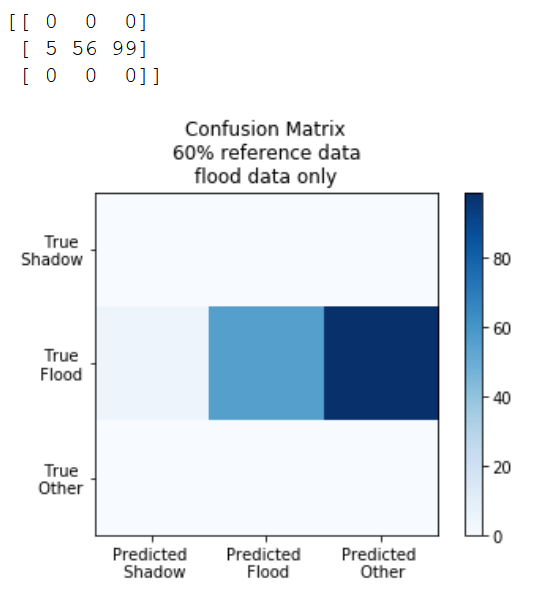 [[ 0 0 0]
[ 5 56 99]
[ 0 0 0]]
Confusion Matrix
60% reference data
flood data only
True
Shadow
True
Flood
True
Other
Predicted
Shadow
Predicted
Flood
Predicted
Other
80
60
40
20
0